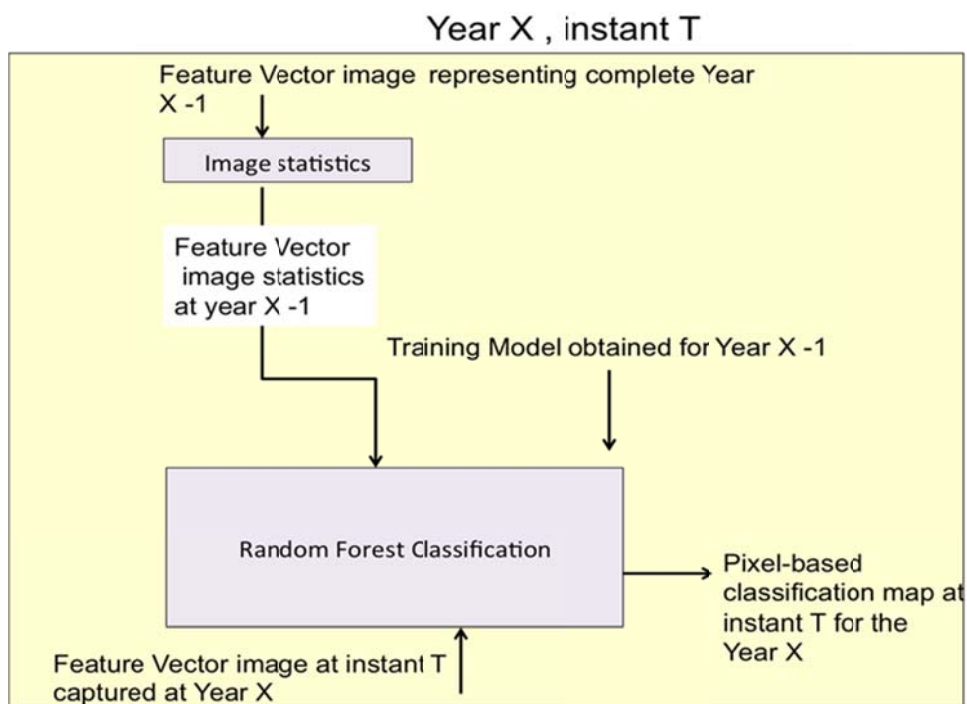 Year X , instant T
Feature Vector image representing complete Year
X -1
Image statistics
Feature Vector
image statistics
at year X -1
Training Model obtained for Year X -1
Random Forest Classification
Pixel-based
classification map at
instant T for the
Year X
Feature Vector image at instant T
captured at Year X